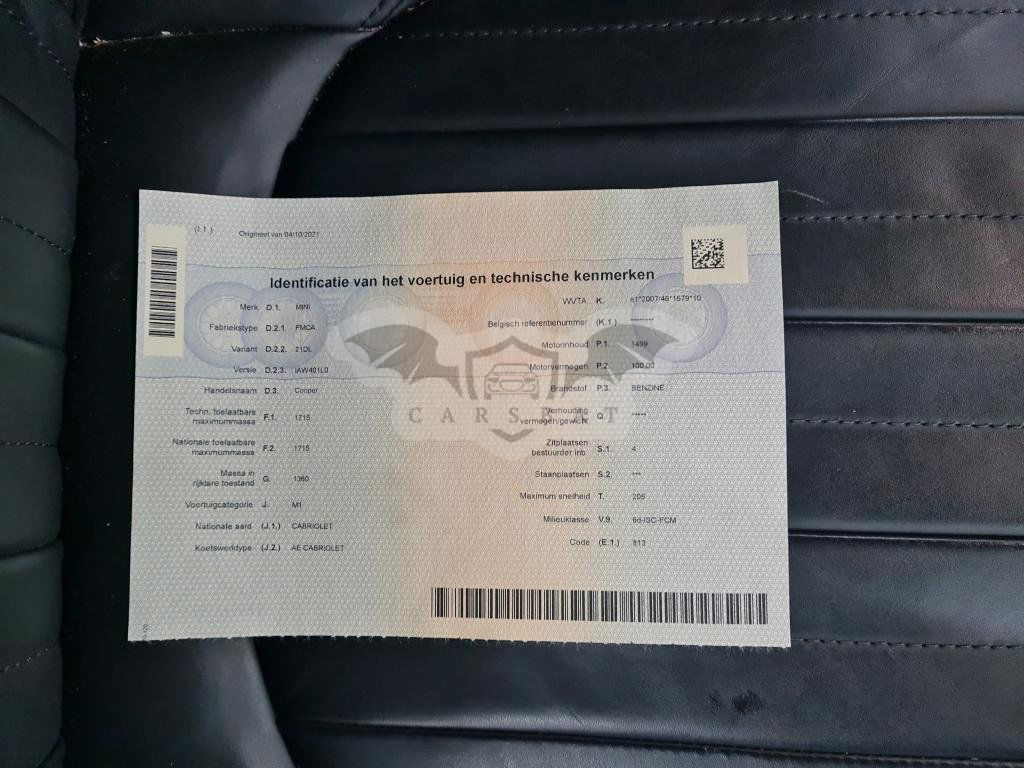 (I.1.) Origineel van 04/10/2021
Identificatie van het voertuig en technische kenmerken
Merk D.1. MINI
Fabriekstype D.2.1. FMCA
Variant D.2.2. 21DL
Versie D.2.3. IAW401L0
Handelsnaam D.3. Cooper
Techn. toelaatbare
maximummassa F.1. 1715
Nationale toelaatbare
maximummassa F.2. 1715
Massa in
rijklare toestand G. 1360
Voertuigcategorie J. M1
Nationale aard (J.1.) CABRIOLET
Koetswerktype (J.2.) AE CABRIOLET
WVTA K. e1*2007/46*1679*10
Belgisch referentienummer (K.1.) ********
Motorinhoud P.1. 1499
Motorvermogen P.2. 100,00
Brandstof P.3. BENZINE
Verhouding
vermogen/gewicht Q. *****
Zitplaatsen
bestuurder inb. S.1. 4
Staanplaatsen S.2. ***
Maximum snelheid T. 205
Milieuklasse V.9. 6d-ISC-FCM
Code (E.1.) 813
CARSPOT